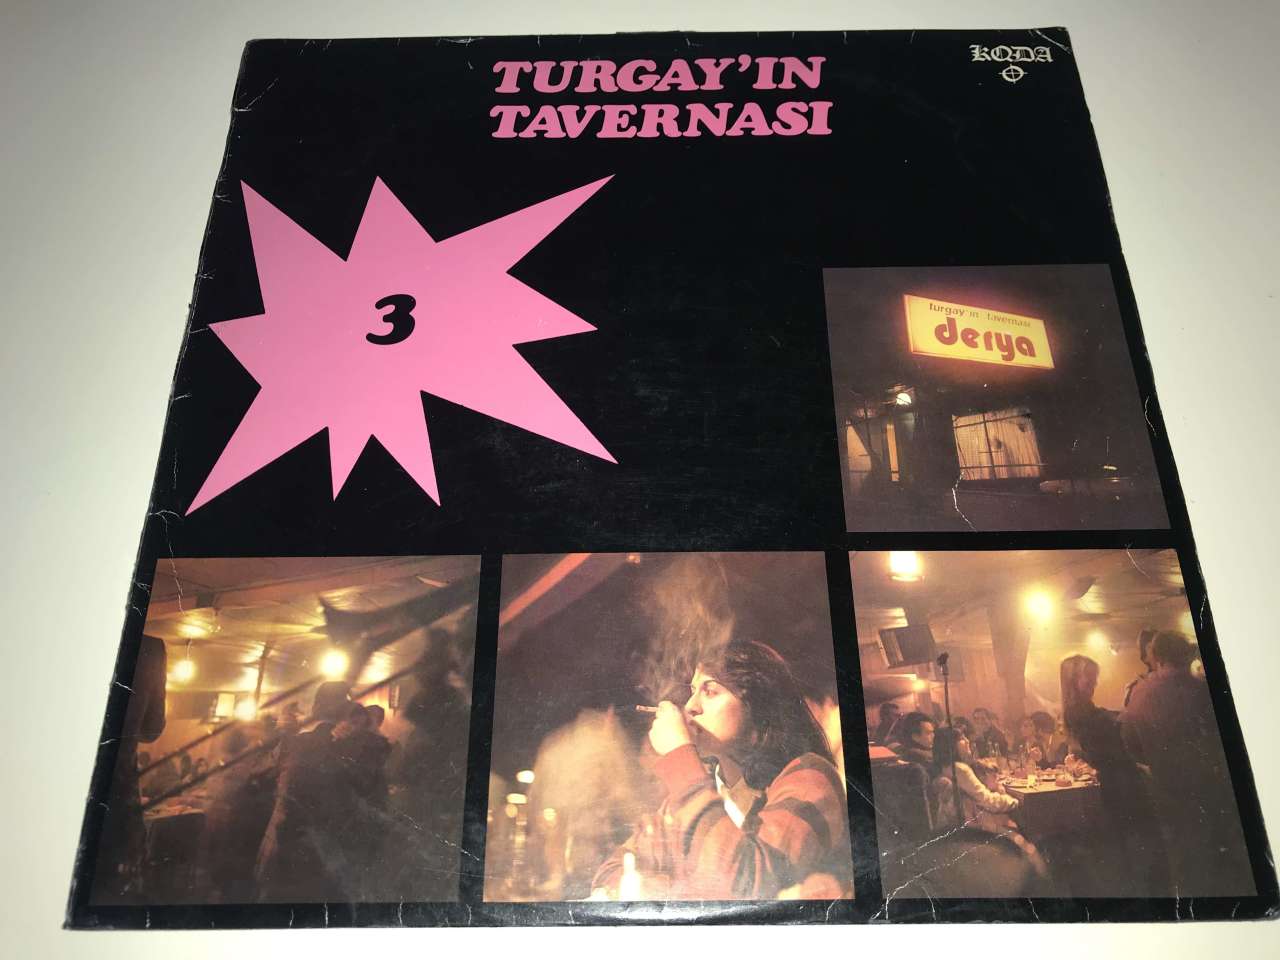 TURGAY'IN
TAVERNASI
KODA
3
turgay'ın tavernası
derya